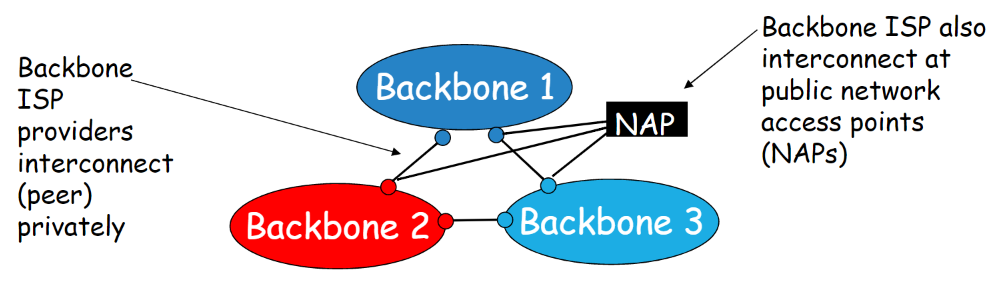 Backbone
ISP
providers
interconnect
(peer)
privately
Backbone 1
NAP
Backbone 2
Backbone 3
Backbone ISP also
interconnect at
public network
access points
(NAPs)